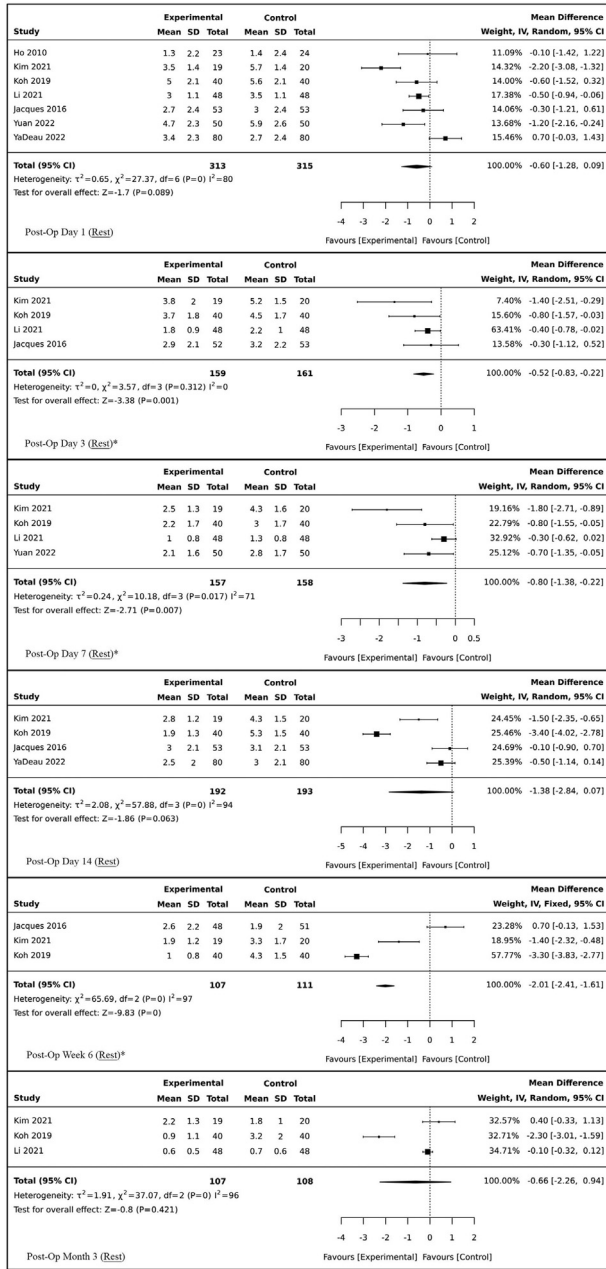 Experimental Control Mean Difference
Study Mean SD Total Mean SD Total Weight, IV, Random, 95% CI
Ho 2010 1.3 2.2 23 1.4 2.4 24 11.09% -0.10 [-1.42, 1.22]
Kim 2021 3.5 1.4 19 5.7 1.4 20 14.32% -2.20 [-3.08, -1.32]
Koh 2019 5 2.1 40 5.6 2.1 40 14.00% -0.60 [-1.52, 0.32]
Li 2021 3 1.1 48 3.5 1.1 48 17.38% -0.50 [-0.94, -0.06]
Jacques 2016 2.7 2.4 53 3 2.4 53 14.06% -0.30 [-1.21, 0.61]
Yuan 2022 4.7 2.3 50 5.9 2.6 50 13.68% -1.20 [-2.16, -0.24]
YaDeau 2022 3.4 2.3 80 2.7 2.4 80 15.46% 0.70 [-0.03, 1.43]
Total (95% CI) 313 315 100.00% -0.60 [-1.28, 0.09]
Heterogeneity: τ²=0.65, χ²=27.37, df=6 (P=0) I²=80
Test for overall effect: Z=-1.7 (P=0.089)
-4 -3 -2 -1 0 1 2
Post-Op Day 1 (Rest) Favours [Experimental] Favours [Control]
Experimental Control Mean Difference
Study Mean SD Total Mean SD Total Weight, IV, Random, 95% CI
Kim 2021 3.8 2 19 5.2 1.5 20 7.40% -1.40 [-2.51, -0.29]
Koh 2019 3.7 1.8 40 4.5 1.7 40 15.60% -0.80 [-1.57, -0.03]
Li 2021 1.8 0.9 48 2.2 1 48 63.41% -0.40 [-0.78, -0.02]
Jacques 2016 2.9 2.1 52 3.2 2.2 53 13.58% -0.30 [-1.12, 0.52]
Total (95% CI) 159 161 100.00% -0.52 [-0.83, -0.22]
Heterogeneity: τ²=0, χ²=3.57, df=3 (P=0.312) I²=0
Test for overall effect: Z=-3.38 (P=0.001)
-3 -2 -1 0 1
Post-Op Day 3 (Rest)* Favours [Experimental] Favours [Control]
Experimental Control Mean Difference
Study Mean SD Total Mean SD Total Weight, IV, Random, 95% CI
Kim 2021 2.5 1.3 19 4.3 1.6 20 19.16% -1.80 [-2.71, -0.89]
Koh 2019 2.2 1.7 40 3 1.7 40 22.79% -0.80 [-1.55, -0.05]
Li 2021 1 0.8 48 1.3 0.8 48 32.92% -0.30 [-0.62, 0.02]
Yuan 2022 2.1 1.6 50 2.8 1.7 50 25.12% -0.70 [-1.35, -0.05]
Total (95% CI) 157 158 100.00% -0.80 [-1.38, -0.22]
Heterogeneity: τ²=0.24, χ²=10.18, df=3 (P=0.017) I²=71
Test for overall effect: Z=-2.71 (P=0.007)
-3 -2 -1 0 0.5
Post-Op Day 7 (Rest)* Favours [Experimental] Favours [Control]
Experimental Control Mean Difference
Study Mean SD Total Mean SD Total Weight, IV, Random, 95% CI
Kim 2021 2.8 1.2 19 4.3 1.5 20 24.45% -1.50 [-2.35, -0.65]
Koh 2019 1.9 1.3 40 5.3 1.5 40 25.46% -3.40 [-4.02, -2.78]
Jacques 2016 3 2.1 53 3.1 2.1 53 24.69% -0.10 [-0.90, 0.70]
YaDeau 2022 2.5 2 80 3 2.1 80 25.39% -0.50 [-1.14, 0.14]
Total (95% CI) 192 193 100.00% -1.38 [-2.84, 0.07]
Heterogeneity: τ²=2.08, χ²=57.88, df=3 (P=0) I²=94
Test for overall effect: Z=-1.86 (P=0.063)
-5 -4 -3 -2 -1 0 1
Post-Op Day 14 (Rest) Favours [Experimental] Favours [Control]
Experimental Control Mean Difference
Study Mean SD Total Mean SD Total Weight, IV, Fixed, 95% CI
Jacques 2016 2.6 2.2 48 1.9 2 51 23.28% 0.70 [-0.13, 1.53]
Kim 2021 1.9 1.2 19 3.3 1.7 20 18.95% -1.40 [-2.32, -0.48]
Koh 2019 1 0.8 40 4.3 1.5 40 57.77% -3.30 [-3.83, -2.77]
Total (95% CI) 107 111 100.00% -2.01 [-2.41, -1.61]
Heterogeneity: χ²=65.69, df=2 (P=0) I²=97
Test for overall effect: Z=-9.83 (P=0)
-4 -3 -2 -1 0 1 2
Post-Op Week 6 (Rest)* Favours [Experimental] Favours [Control]
Experimental Control Mean Difference
Study Mean SD Total Mean SD Total Weight, IV, Random, 95% CI
Kim 2021 2.2 1.3 19 1.8 1 20 32.57% 0.40 [-0.33, 1.13]
Koh 2019 0.9 1.1 40 3.2 2 40 32.71% -2.30 [-3.01, -1.59]
Li 2021 0.6 0.5 48 0.7 0.6 48 34.71% -0.10 [-0.32, 0.12]
Total (95% CI) 107 108 100.00% -0.66 [-2.26, 0.94]
Heterogeneity: τ²=1.91, χ²=37.07, df=2 (P=0) I²=96
Test for overall effect: Z=-0.8 (P=0.421)
-4 -3 -2 -1 0 1 2
Favours [Experimental] Favours [Control]
Post-Op Month 3 (Rest)